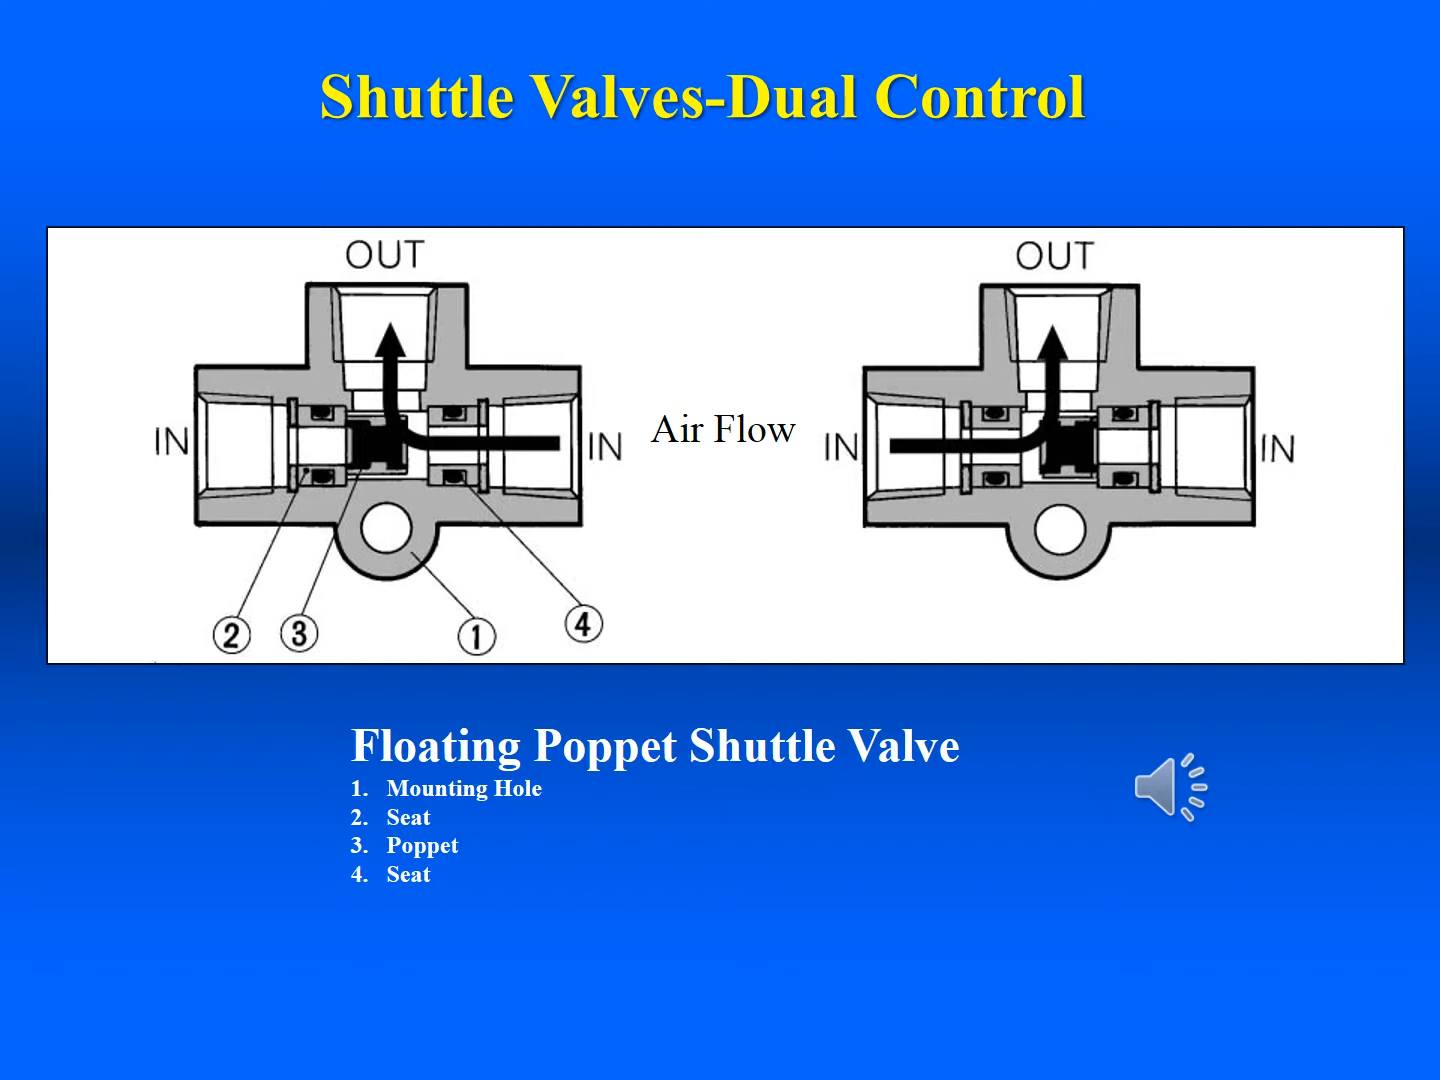 Shuttle Valves-Dual Control
OUT
OUT
IN
IN
Air Flow
IN
IN
2
3
1
4
Floating Poppet Shuttle Valve
1. Mounting Hole
2. Seat
3. Poppet
4. Seat